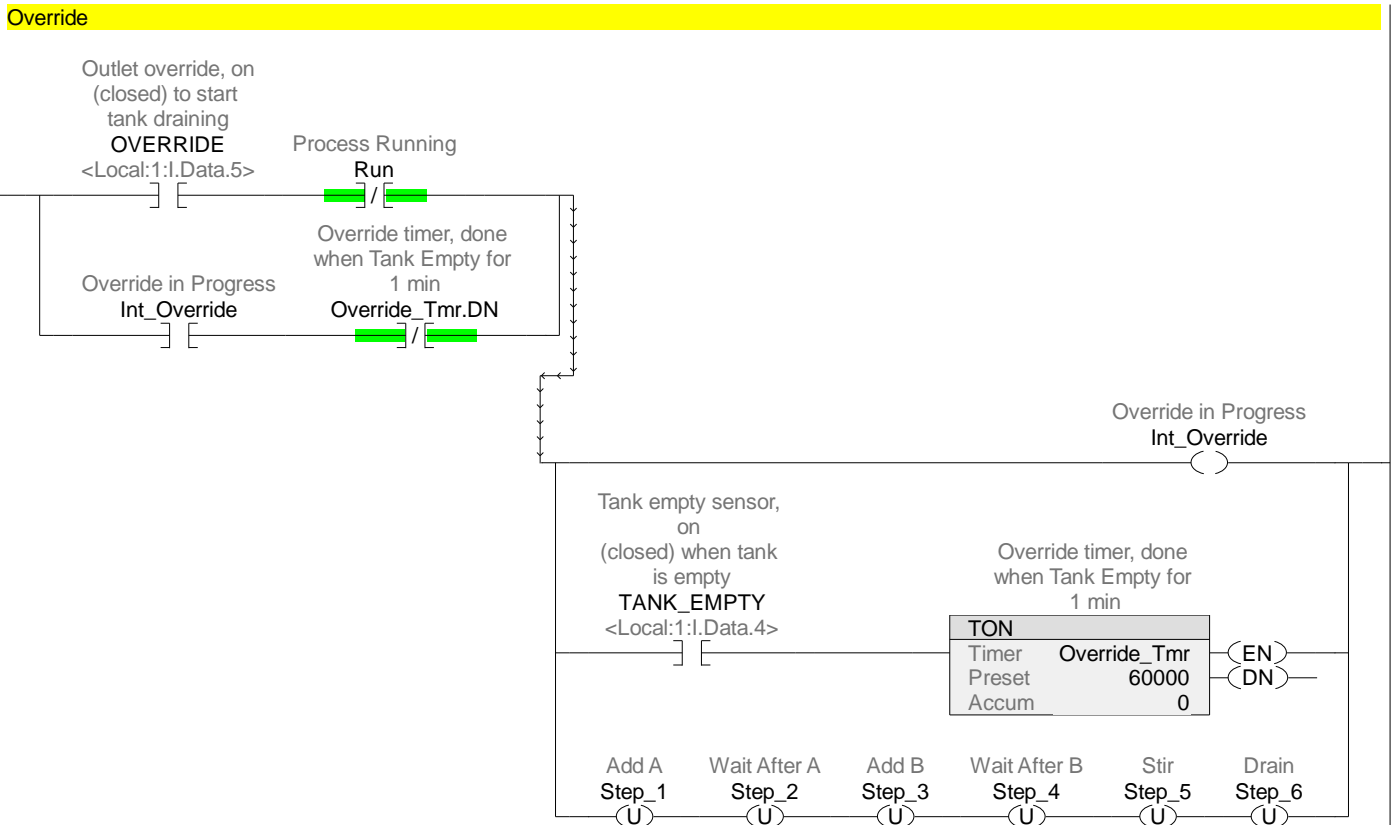 Override
Outlet override, on
(closed) to start
tank draining
OVERRIDE
<Local:1:I.Data.5>
Process Running
Run
/
Override in Progress
Int_Override
Override timer, done
when Tank Empty for
1 min
Override_Tmr.DN
/
Override in Progress
Int_Override
Tank empty sensor,
on
(closed) when tank
is empty
TANK_EMPTY
<Local:1:I.Data.4>
Override timer, done
when Tank Empty for
1 min
TON
Timer Override_Tmr
Preset 60000
Accum 0
EN
DN
Add A
Step_1
U
Wait After A
Step_2
U
Add B
Step_3
U
Wait After B
Step_4
U
Stir
Step_5
U
Drain
Step_6
U